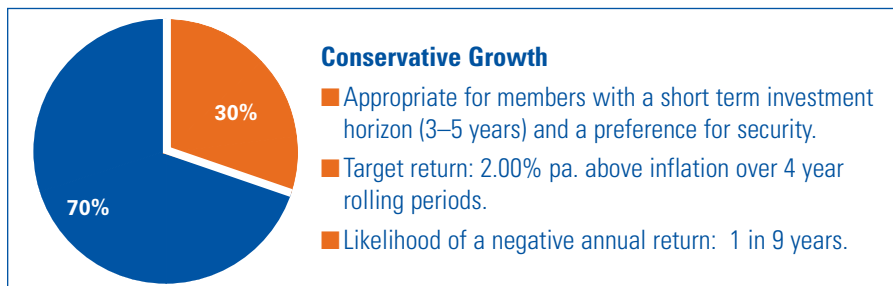 Conservative Growth
Appropriate for members with a short term investment
horizon (3–5 years) and a preference for security.
Target return: 2.00% pa. above inflation over 4 year
rolling periods.
Likelihood of a negative annual return: 1 in 9 years.
30%
70%